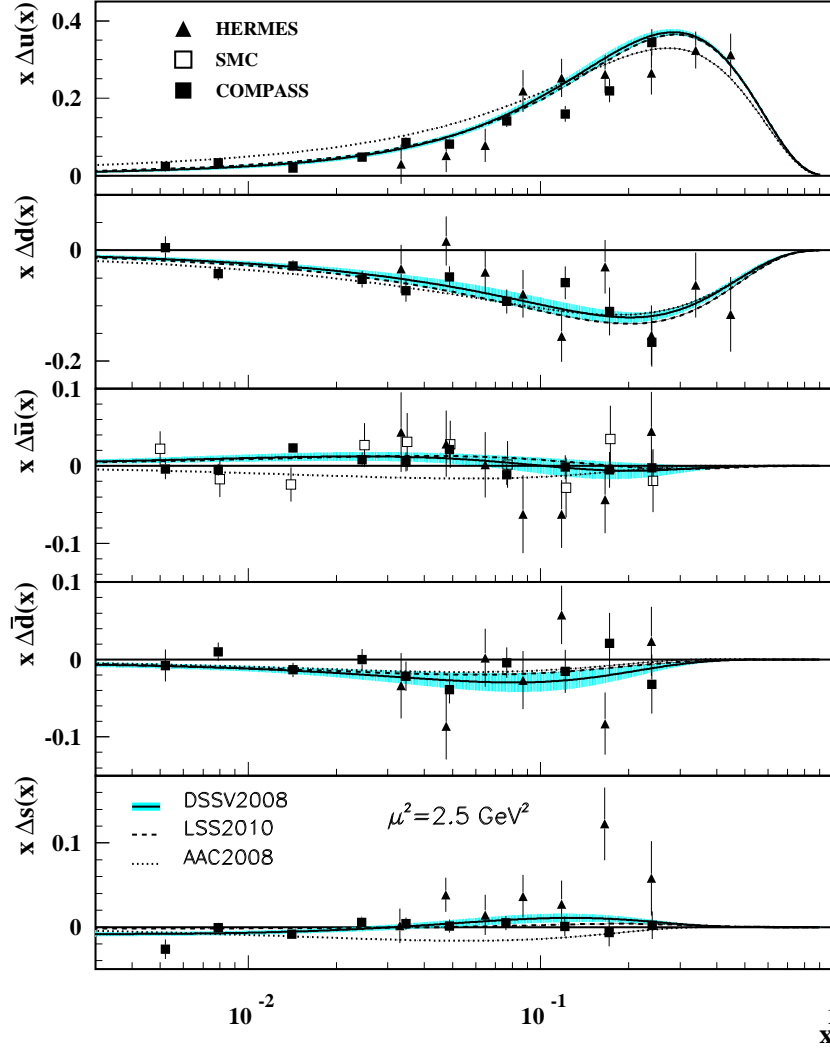 x Δu(x)
0.4
0.2
0
HERMES
SMC
COMPASS
x Δd(x)
0
-0.2
x Δū(x)
0.1
0
-0.1
x Δd̄(x)
0.1
0
-0.1
x Δs(x)
0.1
0
DSSV2008
LSS2010
AAC2008
μ²=2.5 GeV²
10⁻² 10⁻¹
x